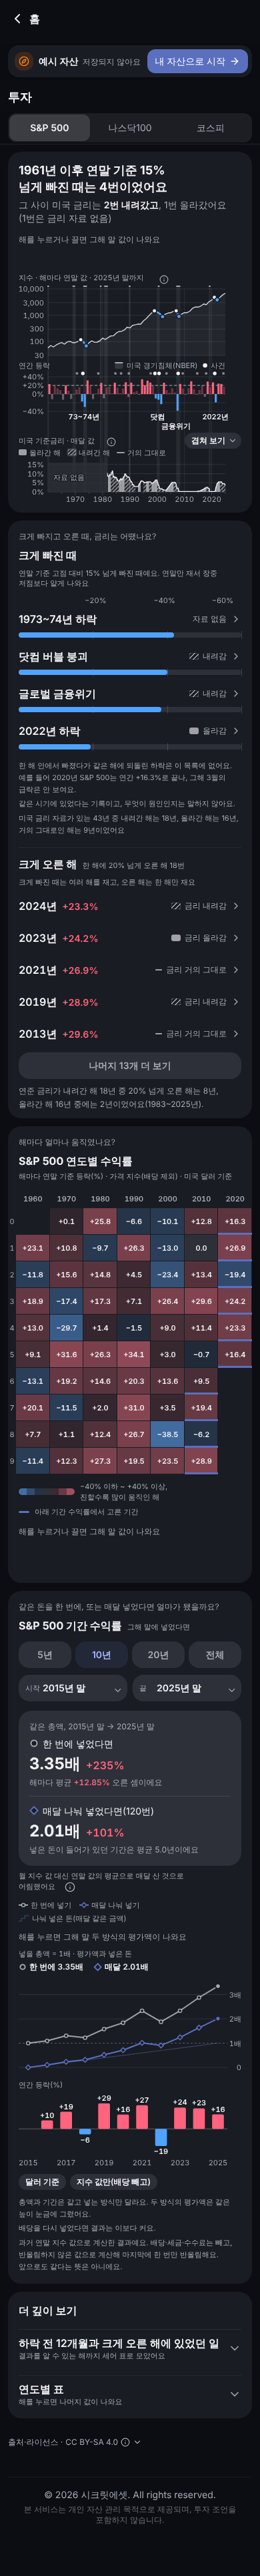 홈
예시 자산 저장되지 않아요 내 자산으로 시작
투자
S&P 500 나스닥100 코스피
1961년 이후 연말 기준 15%
넘게 빠진 때는 4번이었어요
그 사이 미국 금리는 2번 내려갔고, 1번 올라갔어요
(1번은 금리 자료 없음)
해를 누르거나 끌면 그해 말 값이 나와요
지수 · 해마다 연말 값 · 2025년 말까지
10,000
3,000
1,000
300
100
30
연간 등락 미국 경기침체(NBER) 사건
+40%
+20%
0%
−40%
73~74년 닷컴 2022년
금융위기
미국 기준금리 · 매달 값 겹쳐 보기
올라간 해 내려간 해 거의 그대로
15%
10%
5%
0%
자료 없음
1970 1980 1990 2000 2010 2020
크게 빠지고 오른 때, 금리는 어땠나요?
크게 빠진 때
연말 기준 고점 대비 15% 넘게 빠진 때예요. 연말만 재서 장중
저점보다 얕게 나와요
−20% −40% −60%
1973~74년 하락 자료 없음
닷컴 버블 붕괴 내려감
글로벌 금융위기 내려감
2022년 하락 올라감
한 해 안에서 빠졌다가 같은 해에 되돌린 하락은 이 목록에 없어요.
예를 들어 2020년 S&P 500는 연간 +16.3%로 끝나, 그해 3월의
급락은 안 보여요.
같은 시기에 있었다는 기록이고, 무엇이 원인인지는 말하지 않아요.
미국 금리 자료가 있는 43년 중 내려간 해는 18년, 올라간 해는 16년,
거의 그대로인 해는 9년이었어요
크게 오른 해 한 해에 20% 넘게 오른 해 18번
크게 빠진 때는 여러 해를 재고, 오른 해는 한 해만 재요
2024년 +23.3% 금리 내려감
2023년 +24.2% 금리 올라감
2021년 +26.9% 금리 거의 그대로
2019년 +28.9% 금리 내려감
2013년 +29.6% 금리 거의 그대로
나머지 13개 더 보기
연준 금리가 내려간 해 18년 중 20% 넘게 오른 해는 8년,
올라간 해 16년 중에는 2년이었어요(1983~2025년).
해마다 얼마나 움직였나요?
S&P 500 연도별 수익률
해마다 연말 기준 등락(%) · 가격 지수(배당 제외) · 미국 달러 기준
1960 1970 1980 1990 2000 2010 2020
0 +0.1 +25.8 −6.6 −10.1 +12.8 +16.3
1 +23.1 +10.8 −9.7 +26.3 −13.0 0.0 +26.9
2 −11.8 +15.6 +14.8 +4.5 −23.4 +13.4 −19.4
3 +18.9 −17.4 +17.3 +7.1 +26.4 +29.6 +24.2
4 +13.0 −29.7 +1.4 −1.5 +9.0 +11.4 +23.3
5 +9.1 +31.6 +26.3 +34.1 +3.0 −0.7 +16.4
6 −13.1 +19.2 +14.6 +20.3 +13.6 +9.5
7 +20.1 −11.5 +2.0 +31.0 +3.5 +19.4
8 +7.7 +1.1 +12.4 +26.7 −38.5 −6.2
9 −11.4 +12.3 +27.3 +19.5 +23.5 +28.9
−40% 이하 ~ +40% 이상,
진할수록 많이 움직인 해
아래 기간 수익률에서 고른 기간
해를 누르거나 끌면 그해 말 값이 나와요
같은 돈을 한 번에, 또는 매달 넣었다면 얼마가 됐을까요?
S&P 500 기간 수익률 그해 말에 넣었다면
5년 10년 20년 전체
시작 2015년 말 끝 2025년 말
같은 총액, 2015년 말 → 2025년 말
한 번에 넣었다면
3.35배 +235%
해마다 평균 +12.85% 오른 셈이에요
매달 나눠 넣었다면(120번)
2.01배 +101%
넣은 돈이 들어가 있던 기간은 평균 5.0년이에요
월 지수 값 대신 연말 값의 평균으로 매달 산 것으로
어림했어요
한 번에 넣기 매달 나눠 넣기
나눠 넣은 돈(매달 같은 금액)
해를 누르면 그해 말 두 방식의 평가액이 나와요
넣을 총액 = 1배 · 평가액과 넣은 돈
한 번에 3.35배 매달 2.01배
3배
2배
1배
0
연간 등락(%)
+10 +19 −6 +29 +16 +27 −19 +24 +23 +16
2015 2017 2019 2021 2023 2025
달러 기준 지수 값만(배당 빼고)
총액과 기간은 같고 넣는 방식만 달라요. 두 방식의 평가액은 같은
높이 눈금에 그렸어요.
배당을 다시 넣었다면 결과는 이보다 커요.
과거 연말 지수 값으로 계산한 결과예요. 배당·세금·수수료는 빼고,
반올림하지 않은 값으로 계산해 마지막에 한 번만 반올림해요.
앞으로도 같다는 뜻은 아니에요.
더 깊이 보기
하락 전 12개월과 크게 오른 해에 있었던 일
결과를 알 수 있는 해까지 세어 표로 모았어요
연도별 표
해를 누르면 나머지 값이 나와요
출처·라이선스 · CC BY-SA 4.0
© 2026 시크릿에셋. All rights reserved.
본 서비스는 개인 자산 관리 목적으로 제공되며, 투자 조언을
포함하지 않습니다.